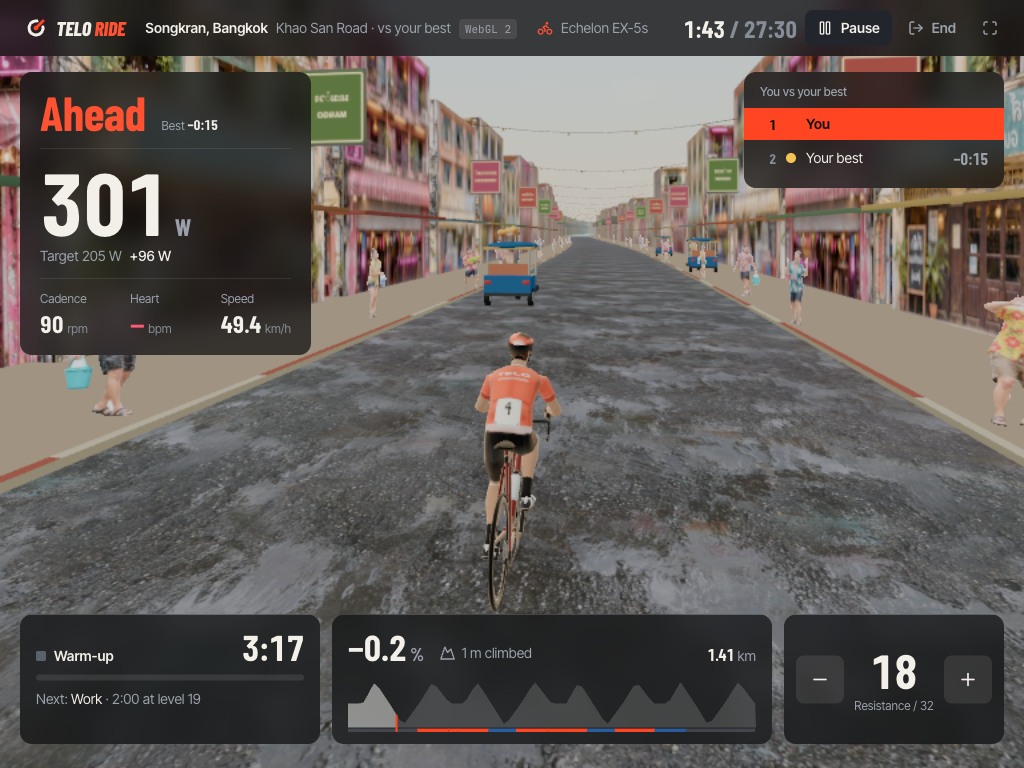 TELO RIDE Songkran, Bangkok Khao San Road · vs your best WebGL 2 Echelon EX-5s 1:43 / 27:30 Pause End
Ahead Best −0:15
301 W
Target 205 W +96 W
Cadence Heart Speed
90 rpm – bpm 49.4 km/h
You vs your best
1 You
2 Your best −0:15
TELO
4
Warm-up 3:17
Next: Work · 2:00 at level 19
−0.2 % 1 m climbed 1.41 km
− 18 +
Resistance / 32